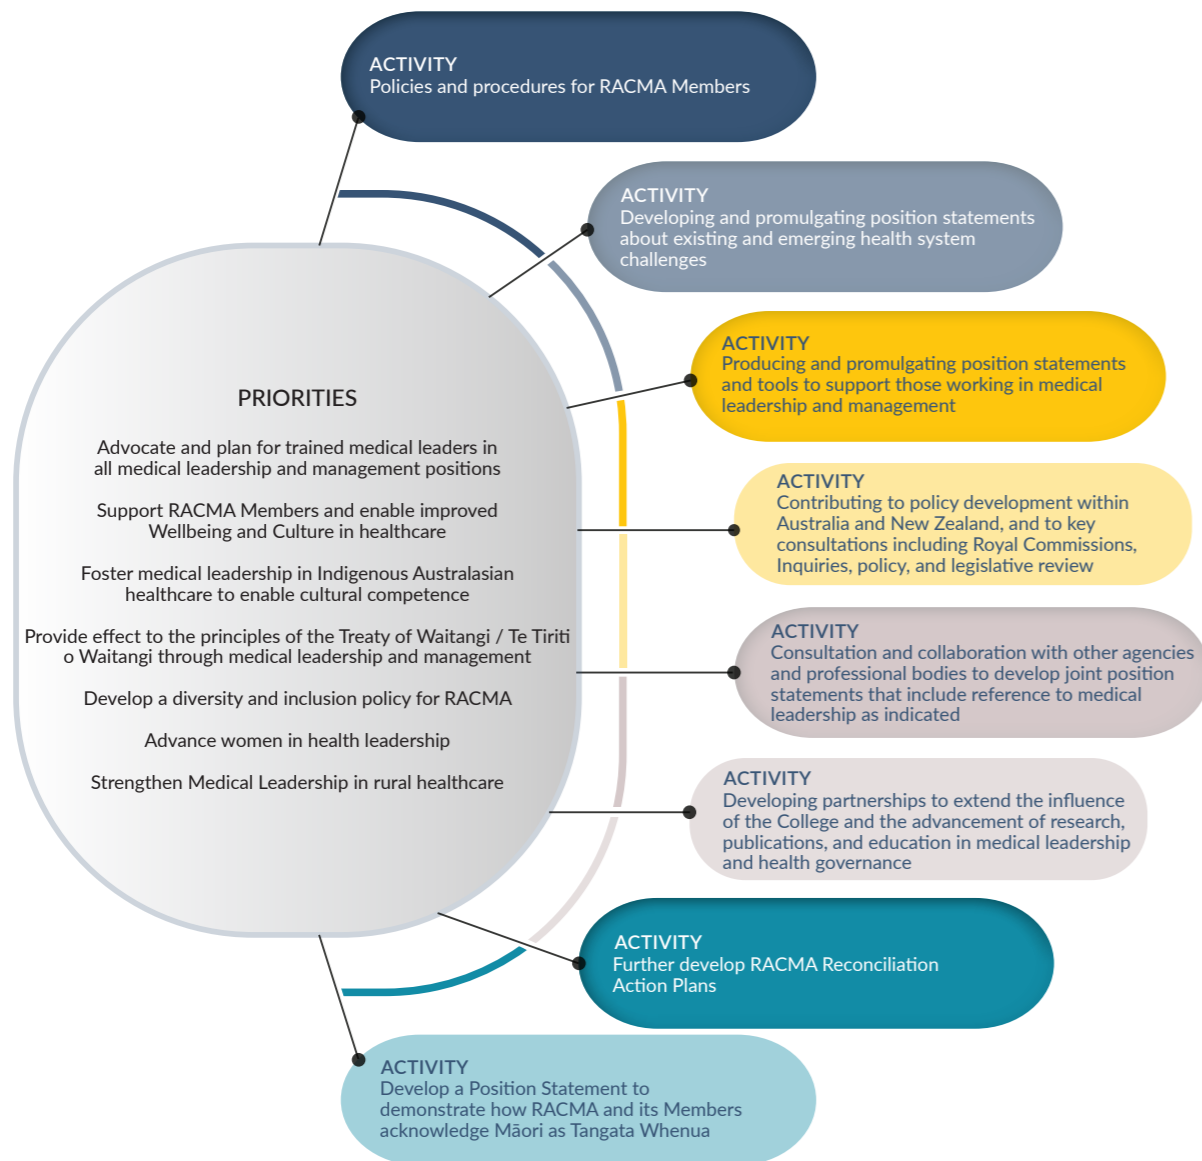 ACTIVITY
Policies and procedures for RACMA Members
ACTIVITY
Developing and promulgating position statements
about existing and emerging health system
challenges
ACTIVITY
Producing and promulgating position statements
and tools to support those working in medical
leadership and management
PRIORITIES
Advocate and plan for trained medical leaders in
all medical leadership and management positions
Support RACMA Members and enable improved
Wellbeing and Culture in healthcare
Foster medical leadership in Indigenous Australasian
healthcare to enable cultural competence
Provide effect to the principles of the Treaty of Waitangi / Te Tiriti
o Waitangi through medical leadership and management
Develop a diversity and inclusion policy for RACMA
Advance women in health leadership
Strengthen Medical Leadership in rural healthcare
ACTIVITY
Contributing to policy development within
Australia and New Zealand, and to key
consultations including Royal Commissions,
Inquiries, policy, and legislative review
ACTIVITY
Consultation and collaboration with other agencies
and professional bodies to develop joint position
statements that include reference to medical
leadership as indicated
ACTIVITY
Developing partnerships to extend the influence
of the College and the advancement of research,
publications, and education in medical leadership
and health governance
ACTIVITY
Further develop RACMA Reconciliation
Action Plans
ACTIVITY
Develop a Position Statement to
demonstrate how RACMA and its Members
acknowledge Māori as Tangata Whenua